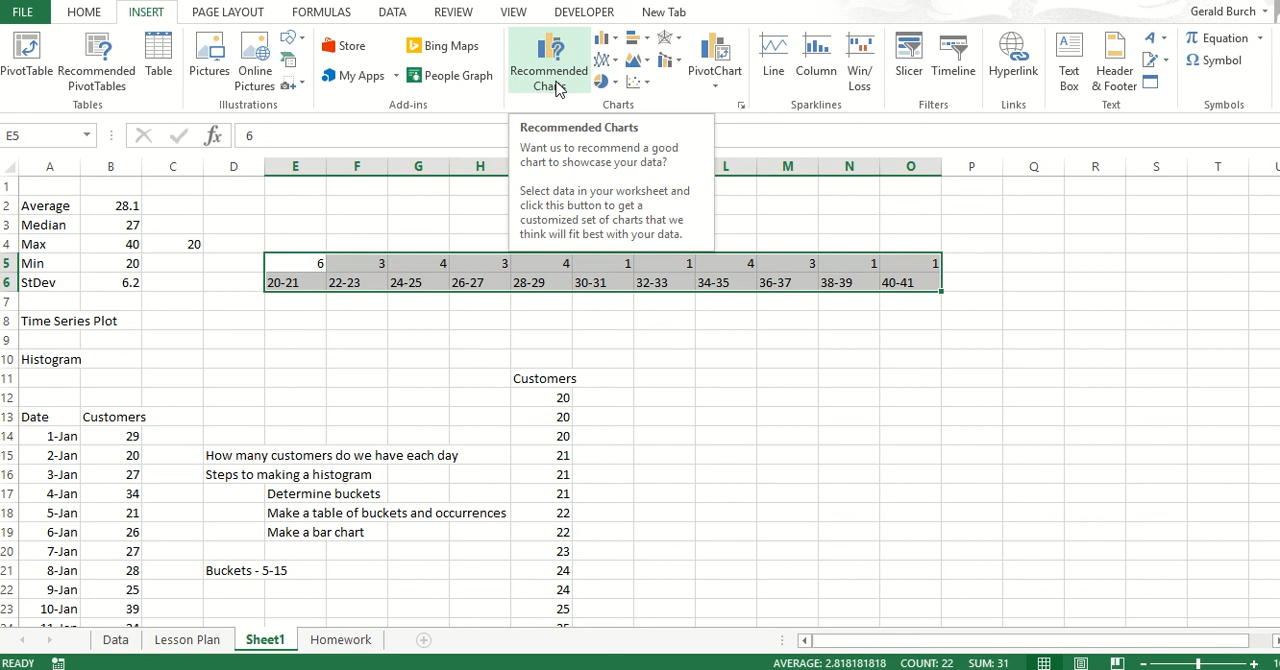 FILE HOME INSERT PAGE LAYOUT FORMULAS DATA REVIEW VIEW DEVELOPER New Tab Gerald Burch
PivotTable Recommended PivotTables Table
Tables
Pictures Online Pictures
Illustrations
Store
My Apps
Bing Maps
People Graph
Add-ins
Recommended Charts
PivotChart
Charts
Line Column Win/Loss
Sparklines
Slicer Timeline
Filters
Hyperlink
Links
Text Box Header & Footer
Text
Equation
Symbol
Symbols
E5 fx 6
Recommended Charts
Want us to recommend a good
chart to showcase your data?
Select data in your worksheet and
click this button to get a
customized set of charts that we
think will fit best with your data.
A B C D E F G H L M N O P Q R S T U
1
2 Average 28.1
3 Median 27
4 Max 40 20
5 Min 20 6 3 4 3 4 1 1 4 3 1 1
6 StDev 6.2 20-21 22-23 24-25 26-27 28-29 30-31 32-33 34-35 36-37 38-39 40-41
7
8 Time Series Plot
9
10 Histogram
11 Customers
12 20
13 Date Customers 20
14 1-Jan 29 20
15 2-Jan 20 How many customers do we have each day 21
16 3-Jan 27 Steps to making a histogram 21
17 4-Jan 34 Determine buckets 21
18 5-Jan 21 Make a table of buckets and occurrences 22
19 6-Jan 26 Make a bar chart 22
20 7-Jan 27 23
21 8-Jan 28 Buckets - 5-15 24
22 9-Jan 25 24
23 10-Jan 39 25
Data Lesson Plan Sheet1 Homework
READY AVERAGE: 2.818181818 COUNT: 22 SUM: 31